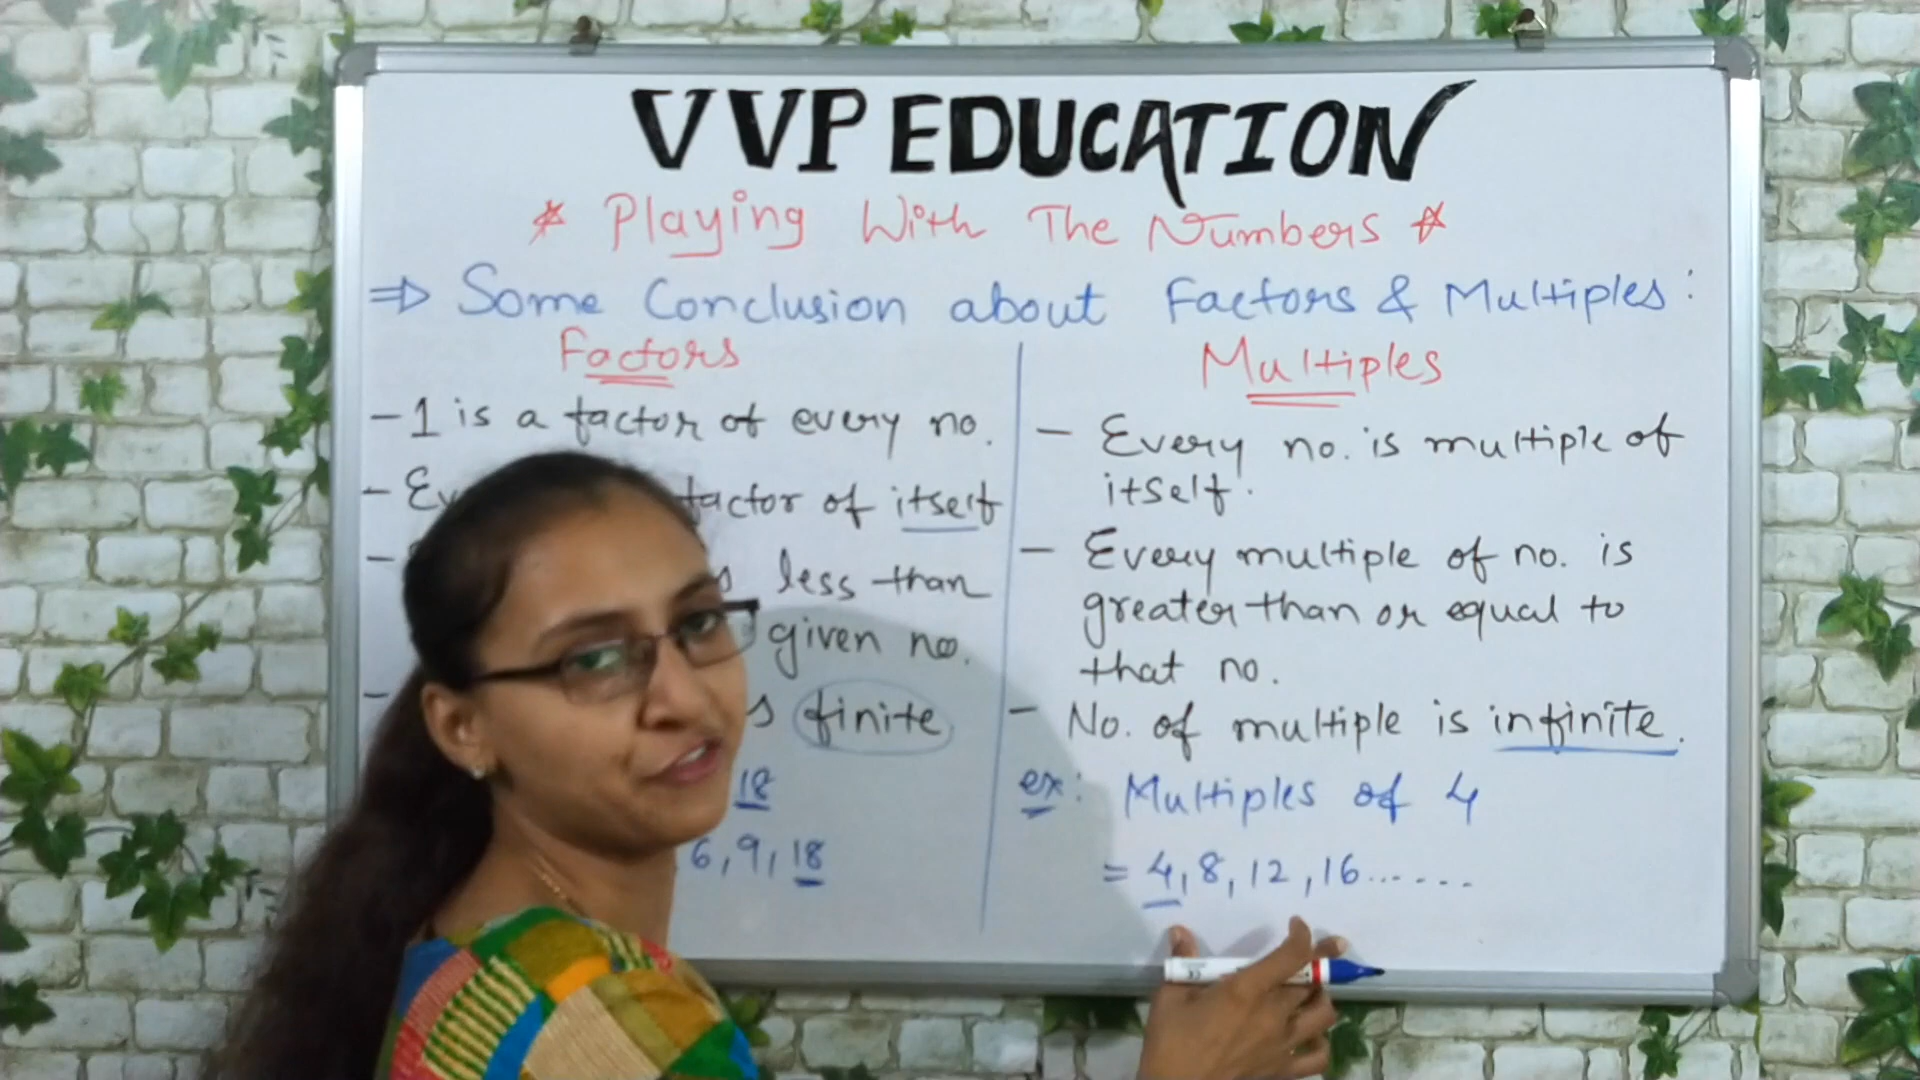 VVP EDUCATION
* Playing With The Numbers *
⇒ Some Conclusion about Factors & Multiples:
Factors
- 1 is a factor of every no.
- factor of itself
- less than
given no.
- finite
18
6, 9, 18
Multiples
- Every no. is multiple of
itself.
- Every multiple of no. is
greater than or equal to
that no.
- No. of multiple is infinite.
ex: Multiples of 4
= 4, 8, 12, 16......